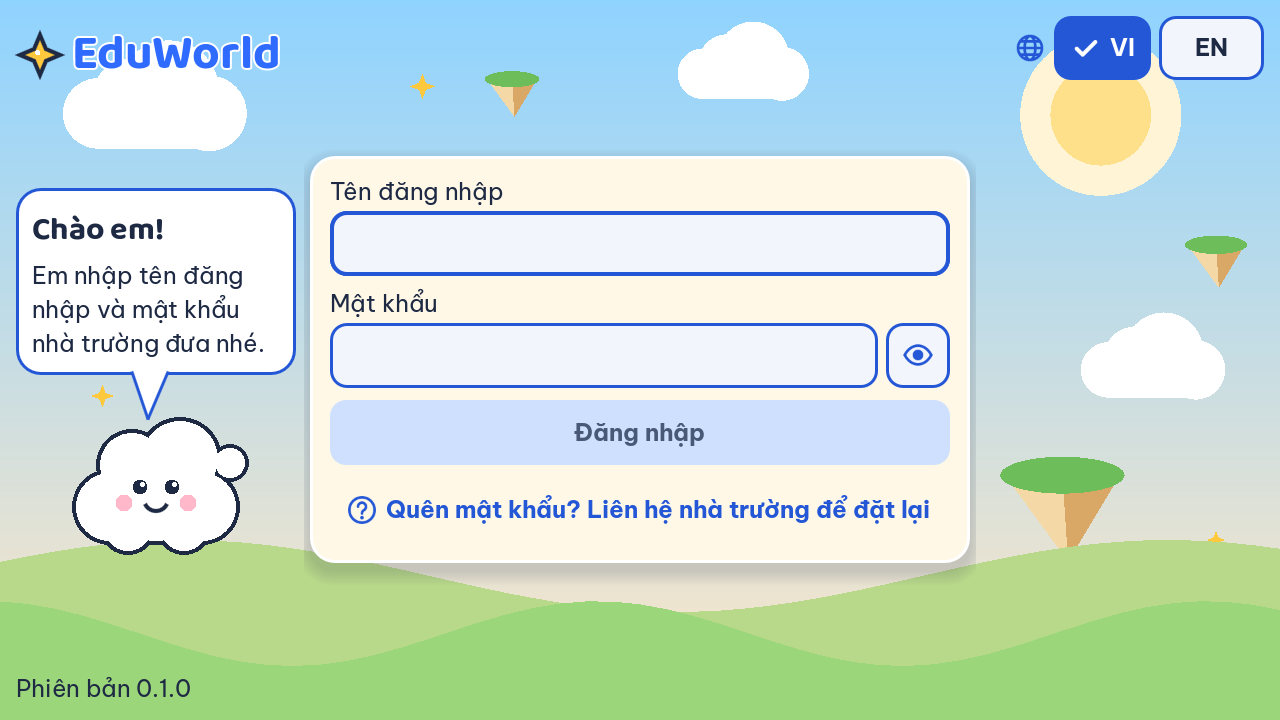 EduWorld
VI
EN
Chào em!
Em nhập tên đăng
nhập và mật khẩu
nhà trường đưa nhé.
Tên đăng nhập
Mật khẩu
Đăng nhập
Quên mật khẩu? Liên hệ nhà trường để đặt lại
Phiên bản 0.1.0